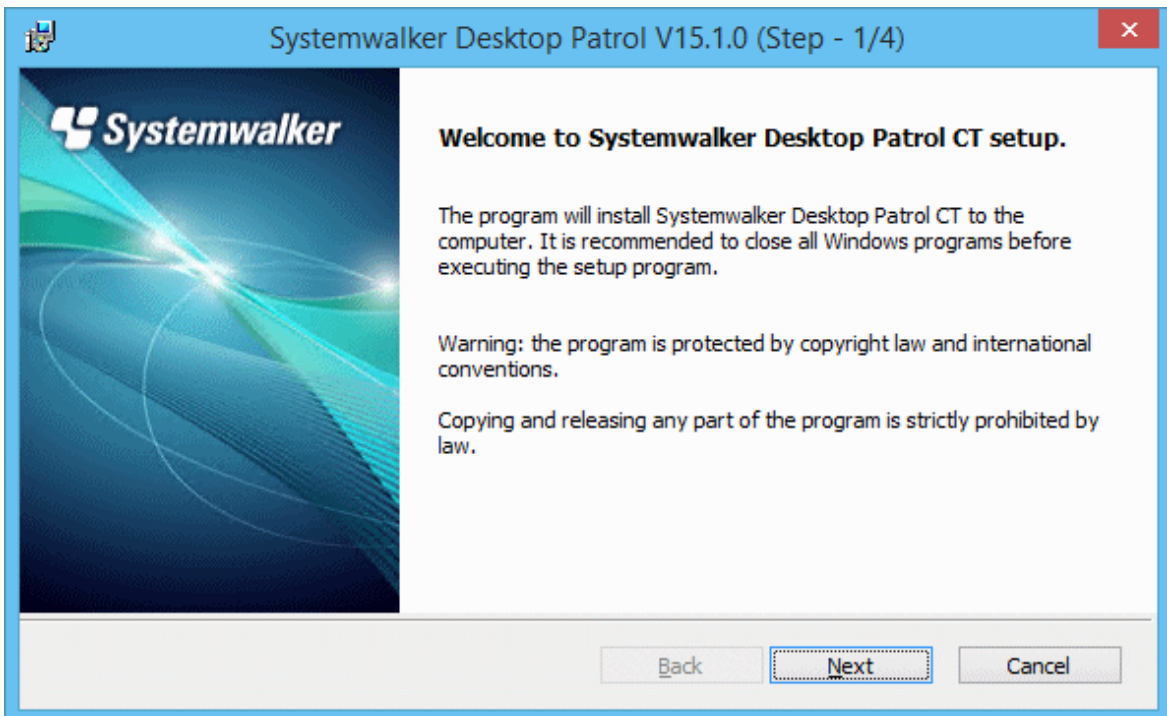 Systemwalker Desktop Patrol V15.1.0 (Step - 1/4)
Systemwalker
Welcome to Systemwalker Desktop Patrol CT setup.
The program will install Systemwalker Desktop Patrol CT to the
computer. It is recommended to close all Windows programs before
executing the setup program.
Warning: the program is protected by copyright law and international
conventions.
Copying and releasing any part of the program is strictly prohibited by
law.
Back
Next
Cancel